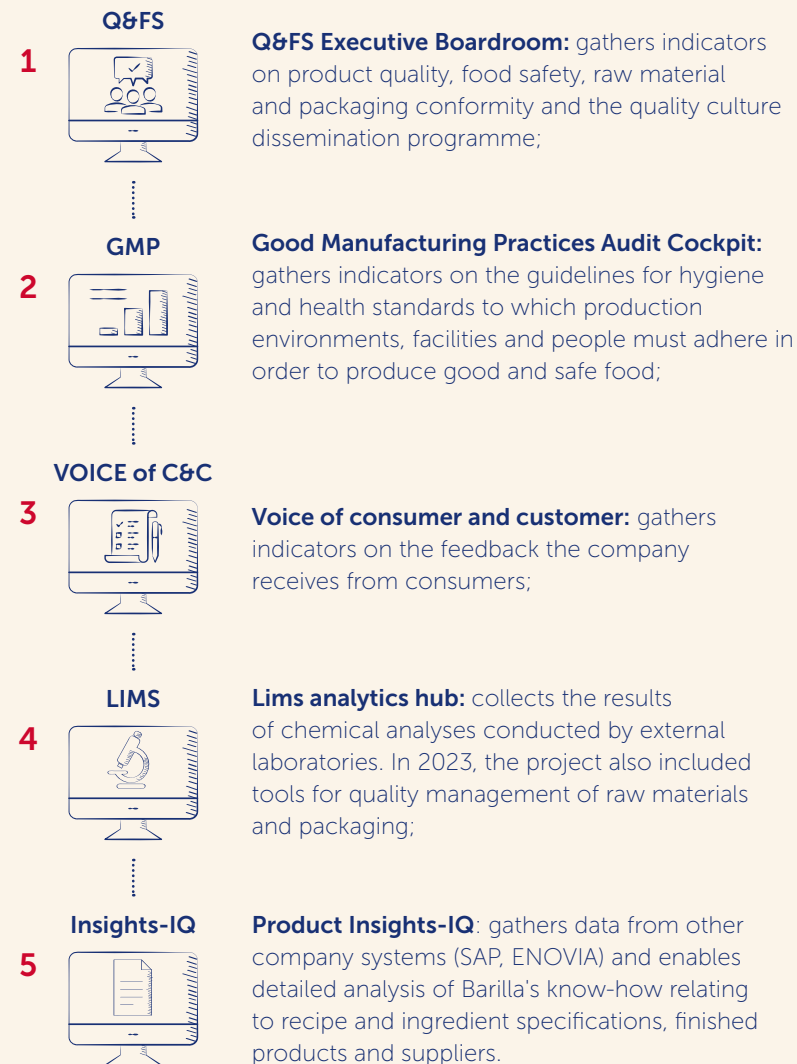 Q&FS
1
Q&FS Executive Boardroom: gathers indicators
on product quality, food safety, raw material
and packaging conformity and the quality culture
dissemination programme;
GMP
2
Good Manufacturing Practices Audit Cockpit:
gathers indicators on the guidelines for hygiene
and health standards to which production
environments, facilities and people must adhere in
order to produce good and safe food;
VOICE of C&C
3
Voice of consumer and customer: gathers
indicators on the feedback the company
receives from consumers;
LIMS
4
Lims analytics hub: collects the results
of chemical analyses conducted by external
laboratories. In 2023, the project also included
tools for quality management of raw materials
and packaging;
Insights-IQ
5
Product Insights-IQ: gathers data from other
company systems (SAP, ENOVIA) and enables
detailed analysis of Barilla's know-how relating
to recipe and ingredient specifications, finished
products and suppliers.